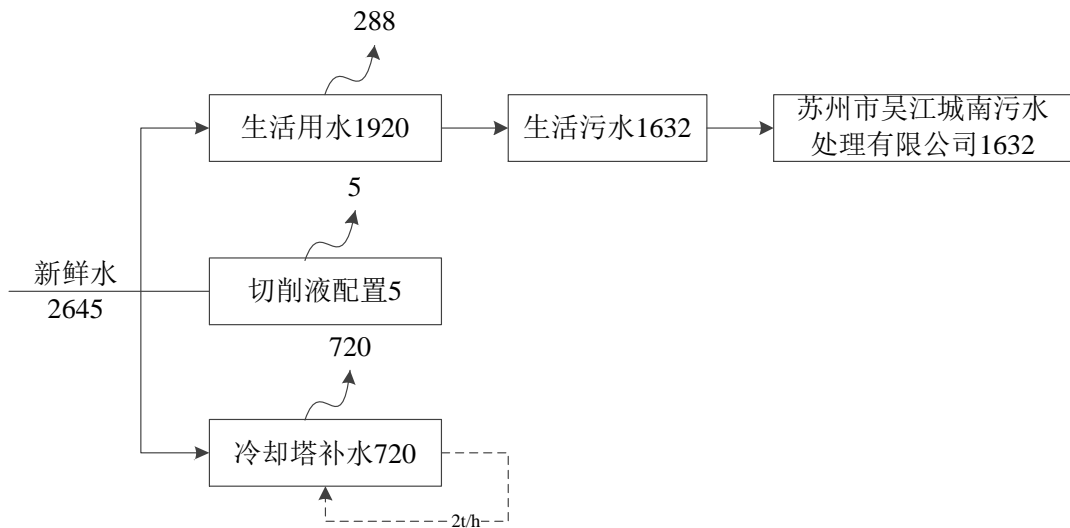 288
生活用水1920
生活污水1632
苏州市吴江城南污水
处理有限公司1632
5
新鲜水
2645
切削液配置5
720
冷却塔补水720
2t/h